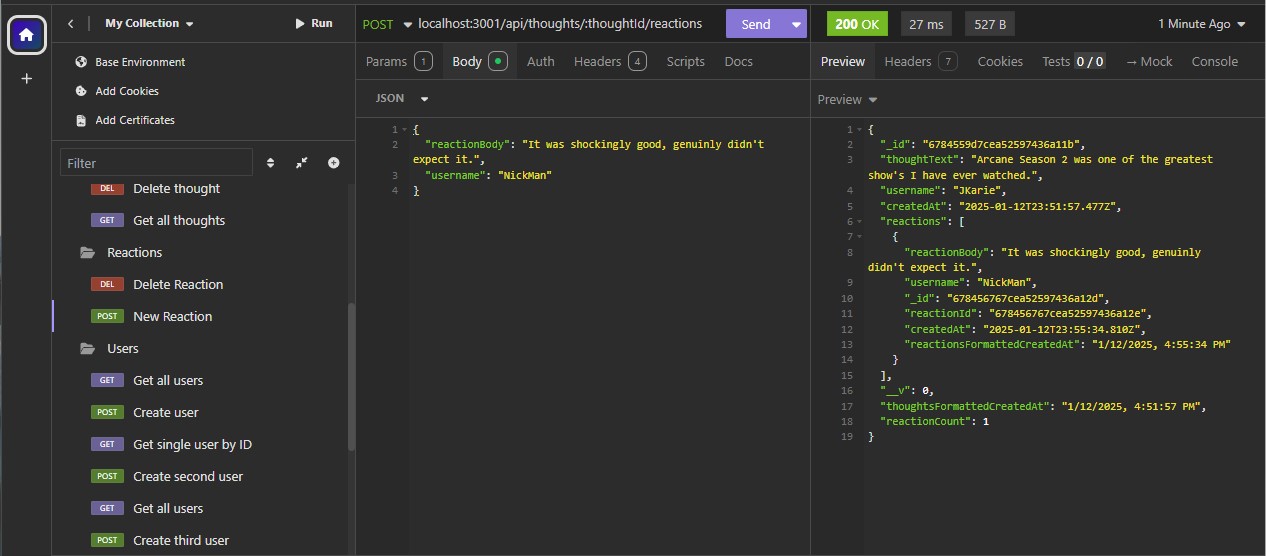 My Collection
Run
Base Environment
Add Cookies
Add Certificates
Filter
DEL Delete thought
GET Get all thoughts
Reactions
DEL Delete Reaction
POST New Reaction
Users
GET Get all users
POST Create user
GET Get single user by ID
POST Create second user
GET Get all users
POST Create third user
POST localhost:3001/api/thoughts/:thoughtId/reactions Send
Params 1 Body Auth Headers 4 Scripts Docs
JSON
1 {
2 "reactionBody": "It was shockingly good, genuinly didn't
expect it.",
3 "username": "NickMan"
4 }
200 OK 27 ms 527 B 1 Minute Ago
Preview Headers 7 Cookies Tests 0 / 0 → Mock Console
Preview
1 {
2 "_id": "6784559d7cea52597436a11b",
3 "thoughtText": "Arcane Season 2 was one of the greatest
show's I have ever watched.",
4 "username": "JKarie",
5 "createdAt": "2025-01-12T23:51:57.477Z",
6 "reactions": [
7 {
8 "reactionBody": "It was shockingly good, genuinly
didn't expect it.",
9 "username": "NickMan",
10 "_id": "678456767cea52597436a12d",
11 "reactionId": "678456767cea52597436a12e",
12 "createdAt": "2025-01-12T23:55:34.810Z",
13 "reactionsFormattedCreatedAt": "1/12/2025, 4:55:34 PM"
14 }
15 ],
16 "__v": 0,
17 "thoughtsFormattedCreatedAt": "1/12/2025, 4:51:57 PM",
18 "reactionCount": 1
19 }